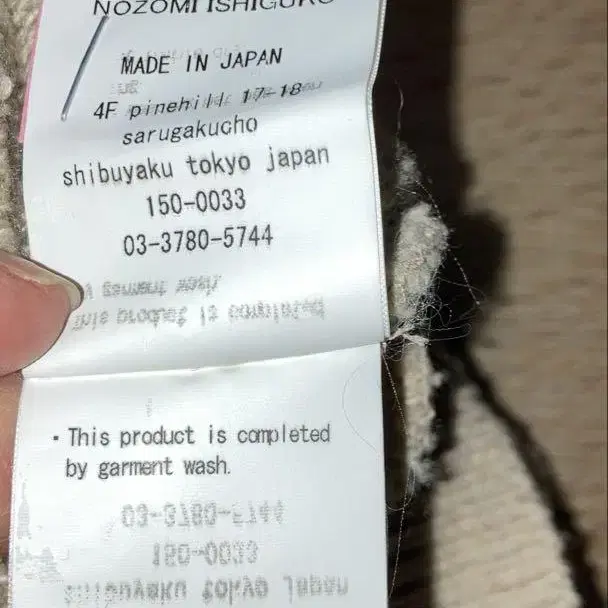 NOZOMI ISHIGURO
MADE IN JAPAN
4F pinehill 17-18
sarugakucho
shibuyaku tokyo japan
150-0033
03-3780-5744
・This product is completed
by garment wash.